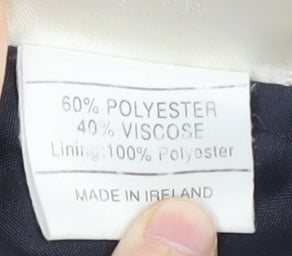 60% POLYESTER
40% VISCOSE
Lining:100% Polyester
MADE IN IRELAND